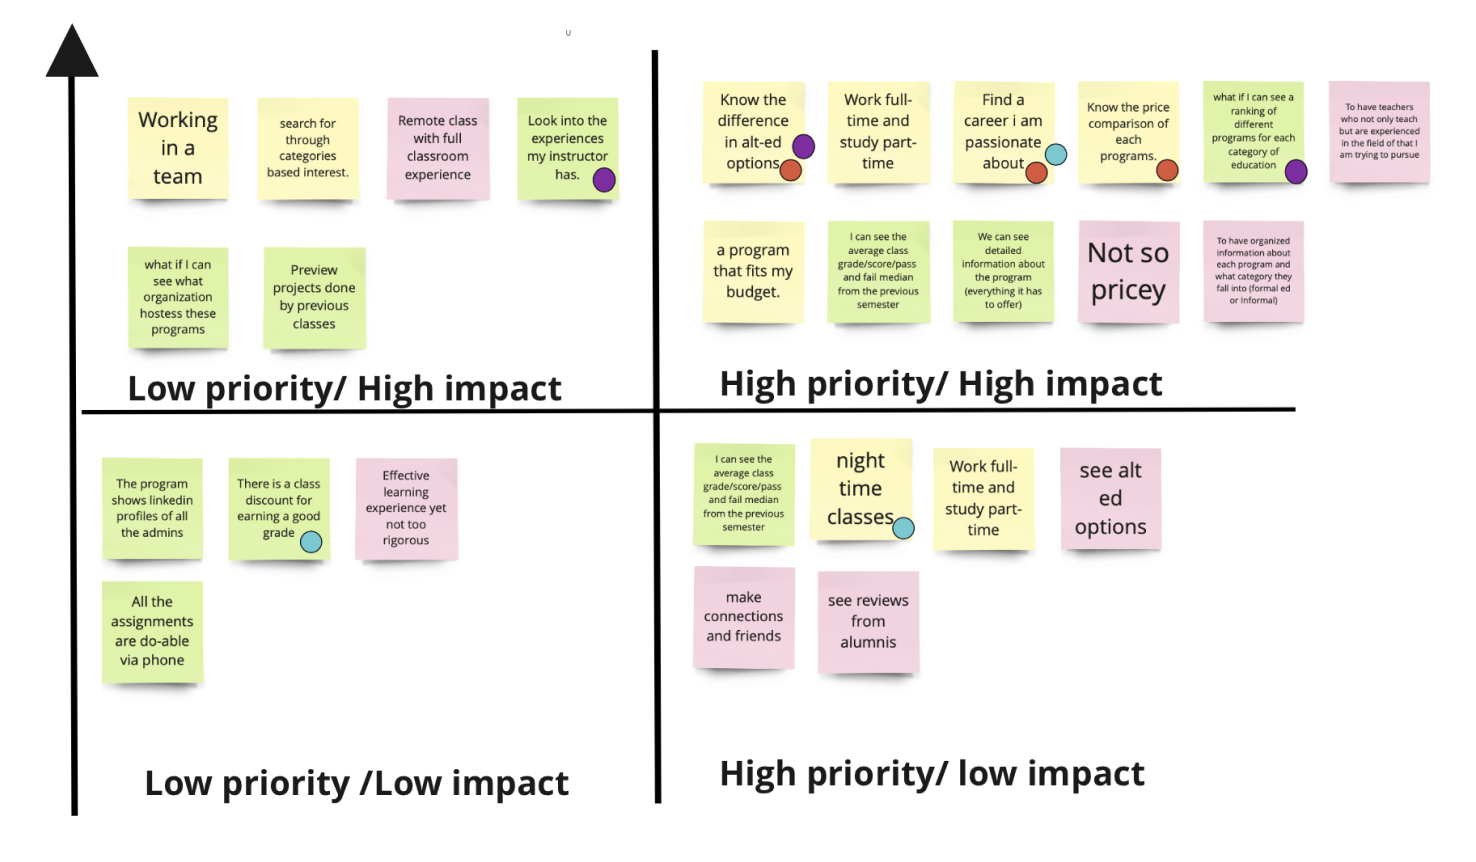 U
Working
in a
team
search for
through
categories
based interest.
Remote class
with full
classroom
experience
Look into the
experiences
my instructor
has.
what if I can
see what
organization
hostess these
programs
Preview
projects done
by previous
classes
Low priority/ High impact
Know the
difference
in alt-ed
options
Work full-
time and
study part-
time
Find a
career i am
passionate
about
Know the price
comparison of
each
programs.
what if I can see a
ranking of
different
programs for each
category of
education
To have teachers
who not only teach
but are experienced
in the field of that I
am trying to pursue
a program
that fits my
budget.
I can see the
average class
grade/score/pass
and fail median
from the previous
semester
We can see
detailed
information about
the program
(everything it has
to offer)
Not so
pricey
To have organized
information about
each program and
what category they
fall into (formal ed
or Informal)
High priority/ High impact
The program
shows linkedin
profiles of all
the admins
There is a class
discount for
earning a good
grade
Effective
learning
experience yet
not too
rigorous
All the
assignments
are do-able
via phone
Low priority /Low impact
I can see the
average class
grade/score/pass
and fail median
from the previous
semester
night
time
classes
Work full-
time and
study part-
time
see alt
ed
options
make
connections
and friends
see reviews
from
alumnis
High priority/ low impact